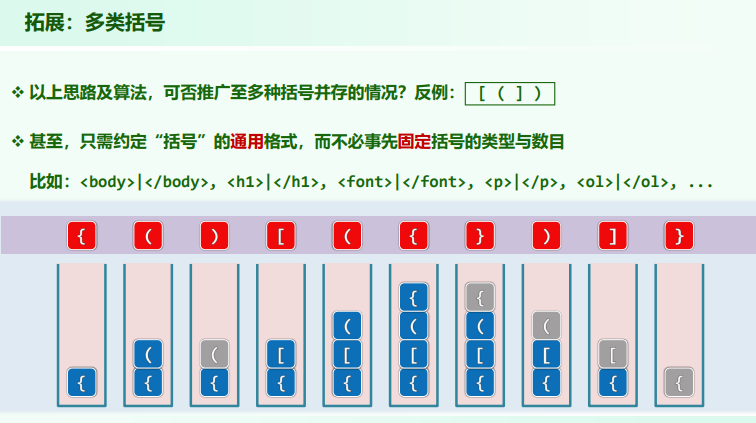 拓展：多类括号
❖ 以上思路及算法，可否推广至多种括号并存的情况？反例： [ ( ] )
❖ 甚至，只需约定“括号”的通用格式，而不必事先固定括号的类型与数目
比如：<body>|</body>, <h1>|</h1>, <font>|</font>, <p>|</p>, <ol>|</ol>, ...
{ ( ) [ ( { } ) ] }
{ {
( ( ( (
( ( [ [ [ [ [ [
{ { { { { { { { { {